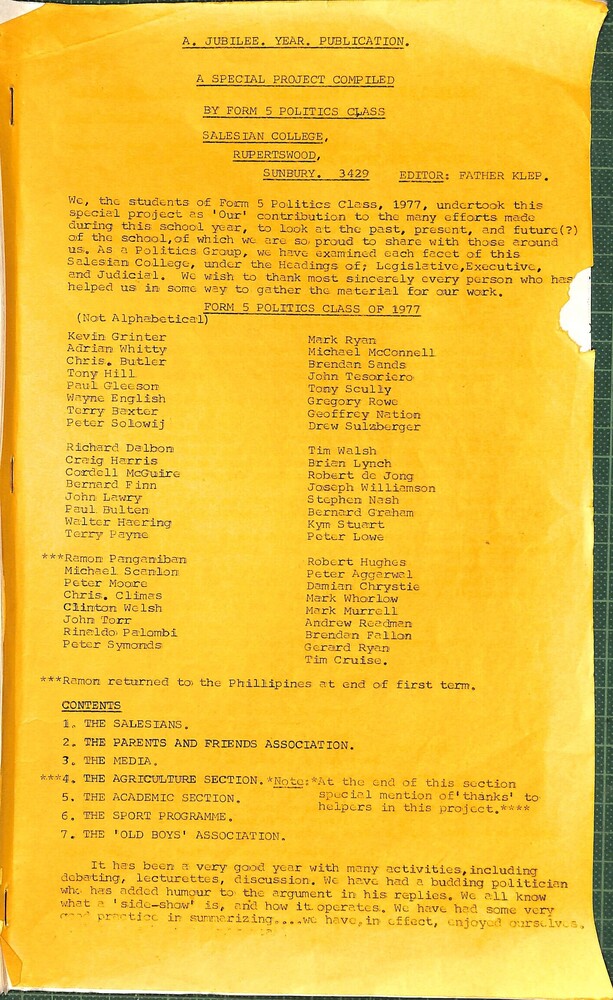 A. JUBILEE. YEAR. PUBLICATION.
A SPECIAL PROJECT COMPILED
BY FORM 5 POLITICS CLASS
SALESIAN COLLEGE,
RUPERTSWOOD,
SUNBURY. 3429 EDITOR: FATHER KLEP.
We, the students of Form 5 Politics Class, 1977, undertook this
special project as 'Our' contribution to the many efforts made
during this school year, to look at the past, present, and future(?)
of the school,of which we are so proud to share with those around
us. As a Politics Group, we have examined each facet of this
Salesian College, under the Headings of; Legislative,Executive,
and Judicial. We wish to thank most sincerely every person who has
helped us in some way to gather the material for our work.
FORM 5 POLITICS CLASS OF 1977
(Not Alphabetical)
Kevin Grinter
Adrian Whitty
Chris. Butler
Tony Hill
Paul Gleeson
Wayne English
Terry Baxter
Peter Solowij
Mark Ryan
Michael McConnell
Brendan Sands
John Tesoriero
Tony Scully
Gregory Rowe
Geoffrey Nation
Drew Sulzberger
Richard Dalbon
Craig Harris
Cordell McGuire
Bernard Finn
John Lawry
Paul Bulten
Walter Haering
Terry Payne
Tim Walsh
Brian Lynch
Robert de Jong
Joseph Williamson
Stephen Nash
Bernard Graham
Kym Stuart
Peter Lowe
***Ramon Panganiban
Michael Scanlon
Peter Moore
Chris. Climas
Clinton Welsh
John Torr
Rinaldo Palombi
Peter Symonds
Robert Hughes
Peter Aggarwal
Damian Chrystie
Mark Whorlow
Mark Murrell
Andrew Readman
Brendan Fallon
Gerard Ryan
Tim Cruise.
***Ramon returned to the Phillipines at end of first term.
CONTENTS
1. THE SALESIANS.
2. THE PARENTS AND FRIENDS ASSOCIATION.
3. THE MEDIA.
***4. THE AGRICULTURE SECTION.*Note:*At the end of this section
special mention of'thanks' to
helpers in this project.****
5. THE ACADEMIC SECTION.
6. THE SPORT PROGRAMME.
7. THE 'OLD BOYS' ASSOCIATION.
It has been a very good year with many activities,including
debating, lecturettes, discussion. We have had a budding politician
who has added humour to the argument in his replies. We all know
what a 'side-show' is, and how it operates. We have had some very
good practice in summarizing....we have,in effect, enjoyed ourselves.